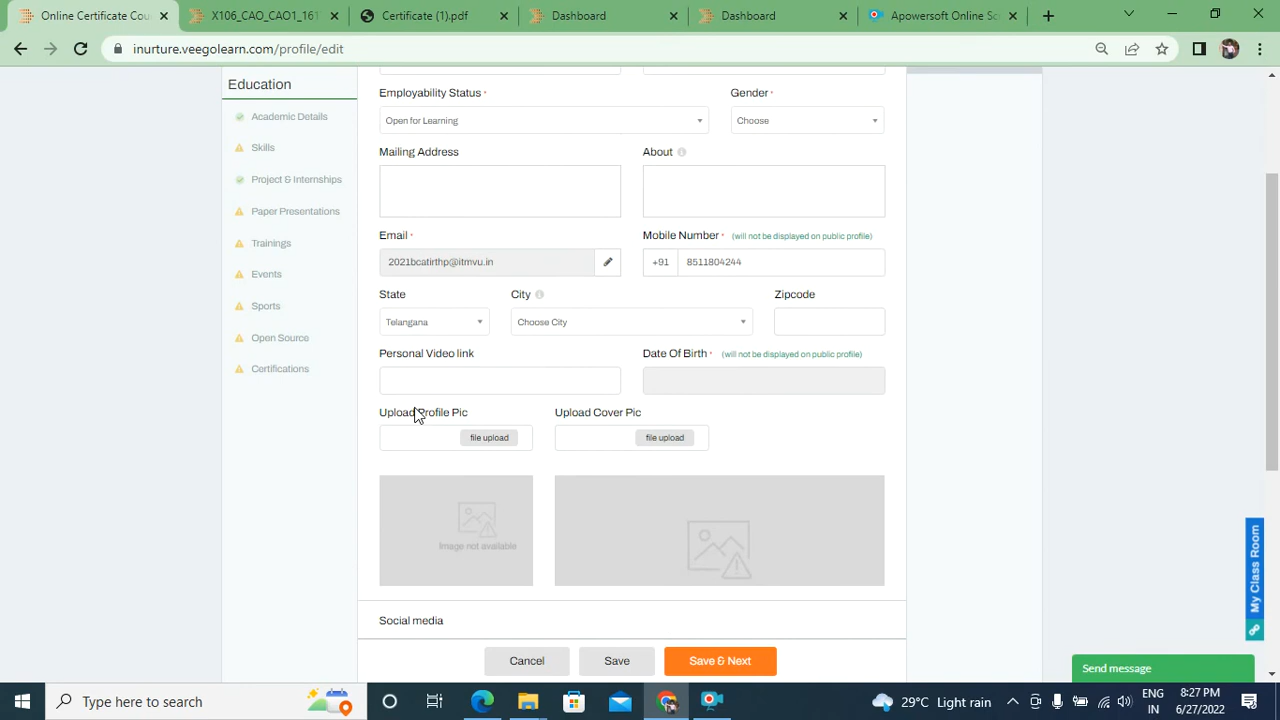 Online Certificate Cou
X106_CAO_CAO1_161
Certificate (1).pdf
Dashboard
Dashboard
Apowersoft Online Sc
inurture.veegolearn.com/profile/edit
Education
Academic Details
Skills
Project & Internships
Paper Presentations
Trainings
Events
Sports
Open Source
Certifications
Employability Status *
Gender *
Open for Learning
Choose
Mailing Address
About
Email *
Mobile Number * (will not be displayed on public profile)
2021bcatirthp@itmvu.in
+91
8511804244
State
City
Zipcode
Telangana
Choose City
Personal Video link
Date Of Birth * (will not be displayed on public profile)
Upload Profile Pic
Upload Cover Pic
file upload
file upload
Image not available
Social media
Cancel
Save
Save & Next
My Class Room
Send message
Type here to search
29°C Light rain
ENG
IN
8:27 PM
6/27/2022